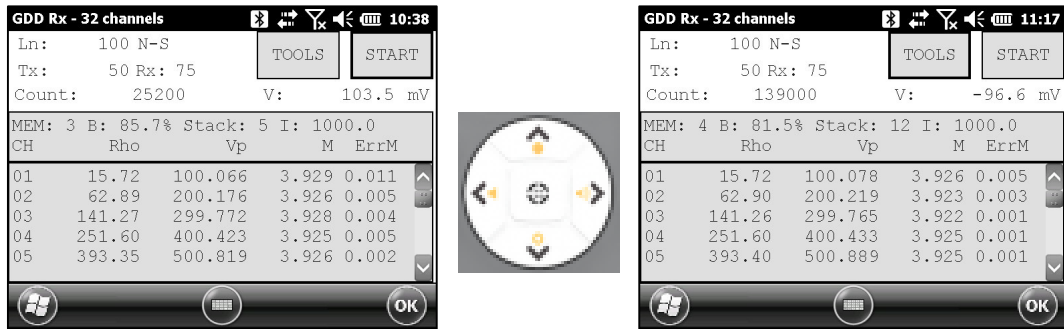 GDD Rx - 32 channels 10:38
Ln: 100 N-S
TOOLS START
Tx: 50 Rx: 75
Count: 25200 V: 103.5 mV
MEM: 3 B: 85.7% Stack: 5 I: 1000.0
CH Rho Vp M ErrM
01 15.72 100.066 3.929 0.011
02 62.89 200.176 3.926 0.005
03 141.27 299.772 3.928 0.004
04 251.60 400.423 3.925 0.005
05 393.35 500.819 3.926 0.002
OK
GDD Rx - 32 channels 11:17
Ln: 100 N-S
TOOLS START
Tx: 50 Rx: 75
Count: 139000 V: -96.6 mV
MEM: 4 B: 81.5% Stack: 12 I: 1000.0
CH Rho Vp M ErrM
01 15.72 100.078 3.926 0.005
02 62.90 200.219 3.923 0.003
03 141.26 299.765 3.922 0.001
04 251.60 400.433 3.925 0.001
05 393.40 500.889 3.925 0.001
OK